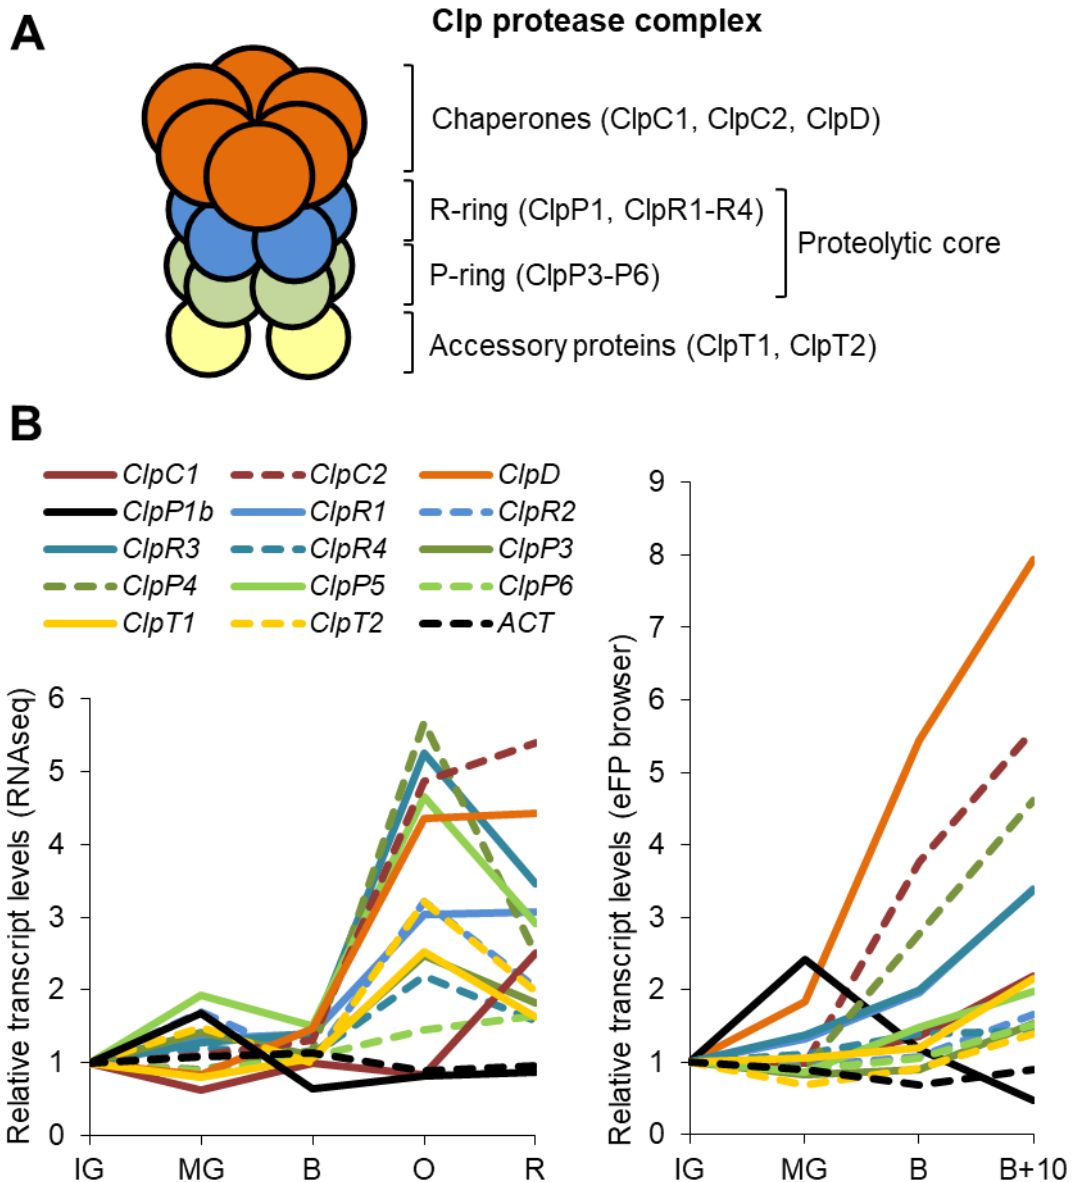 A
Clp protease complex
Chaperones (ClpC1, ClpC2, ClpD)
R-ring (ClpP1, ClpR1-R4)
Proteolytic core
P-ring (ClpP3-P6)
Accessory proteins (ClpT1, ClpT2)
B
ClpC1 ClpC2 ClpD
ClpP1b ClpR1 ClpR2
ClpR3 ClpR4 ClpP3
ClpP4 ClpP5 ClpP6
ClpT1 ClpT2 ACT
Relative transcript levels (RNAseq)
6
5
4
3
2
1
0
IG MG B O R
Relative transcript levels (eFP browser)
9
8
7
6
5
4
3
2
1
0
IG MG B B+10